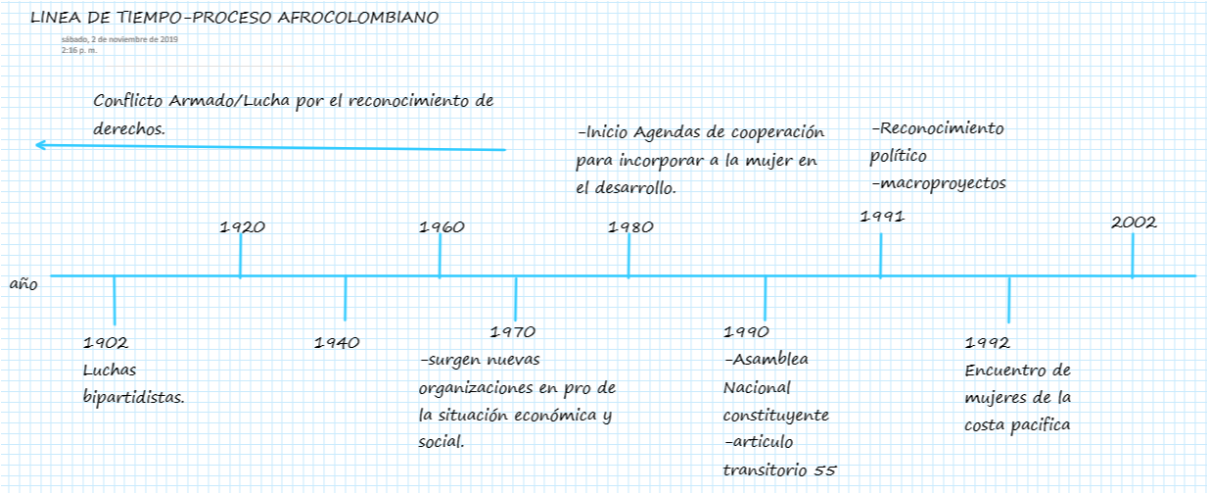 LINEA DE TIEMPO-PROCESO AFROCOLOMBIANO
sábado, 2 de noviembre de 2019
2:16 p. m.
Conflicto Armado/Lucha por el reconocimiento de
derechos.
-Inicio Agendas de cooperación
para incorporar a la mujer en
el desarrollo.
-Reconocimiento
político
-macroproyectos
1920
1960
1980
1991
2002
año
1902
Luchas
bipartidistas.
1940
1970
-surgen nuevas
organizaciones en pro de
la situación económica y
social.
1990
-Asamblea
Nacional
constituyente
-articulo
transitorio 55
1992
Encuentro de
mujeres de la
costa pacifica